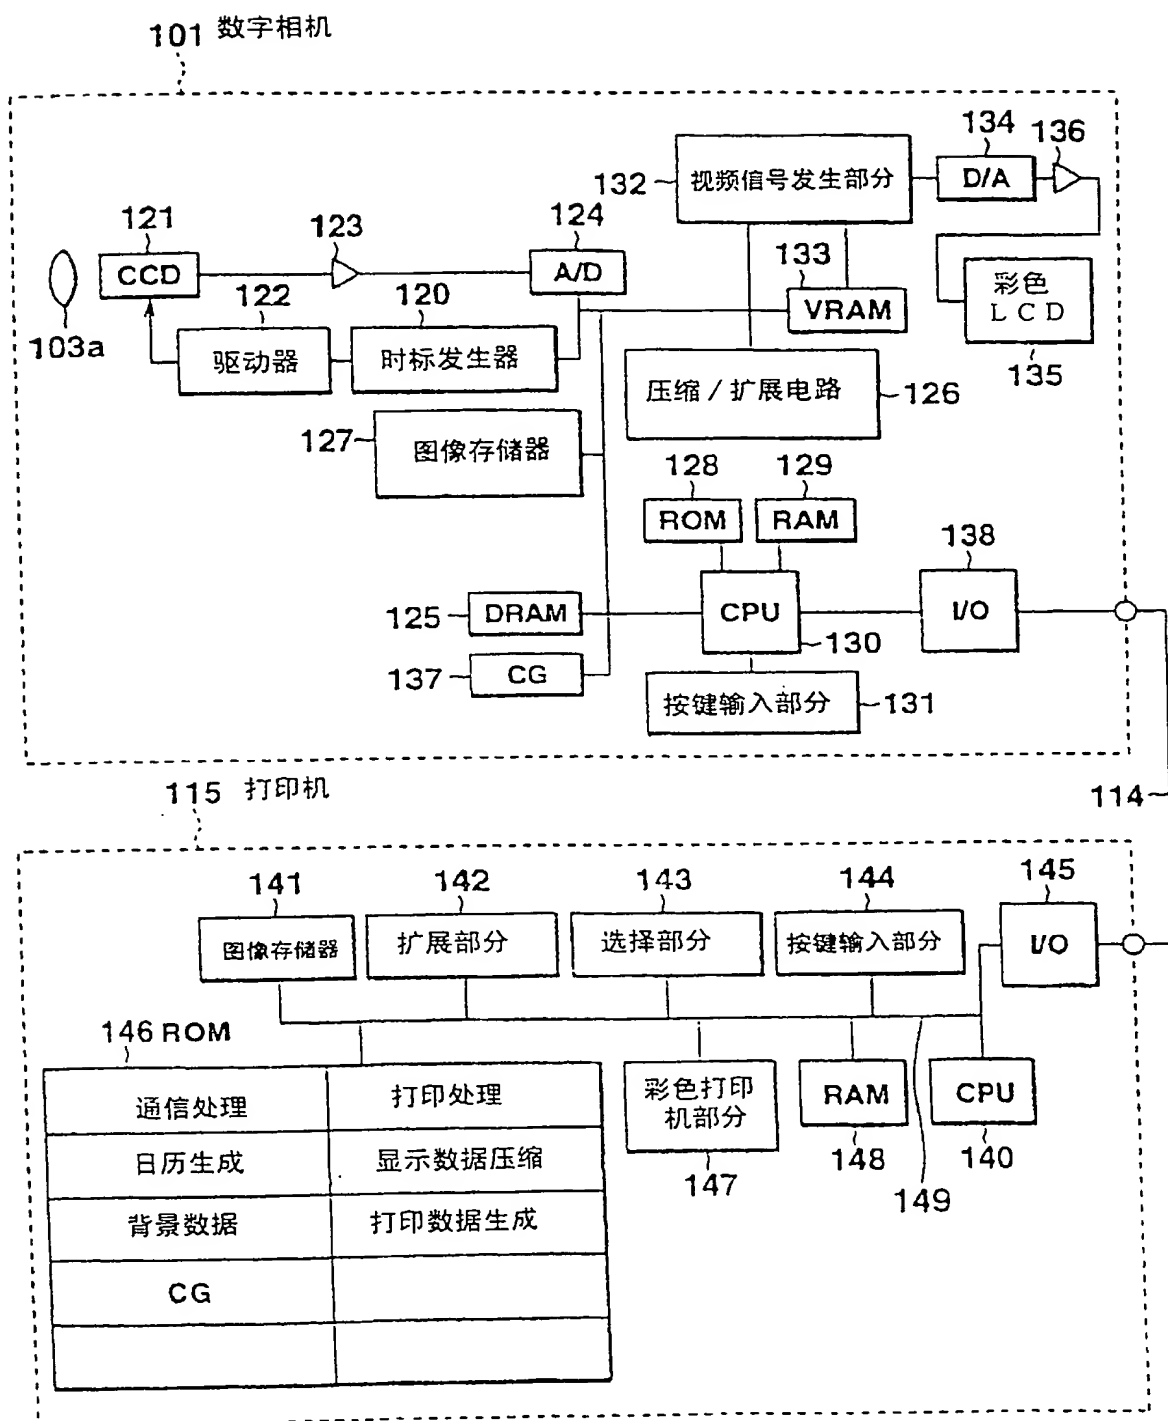 101 数字相机
134
136
132
视频信号发生部分
D/A
121
123
124
CCD
A/D
133
彩色
LCD
103a
122
120
VRAM
135
驱动器
时标发生器
压缩/扩展电路
126
127
图像存储器
128
129
ROM
RAM
138
125
DRAM
CPU
130
I/O
137
CG
按键输入部分
131
115 打印机
114
141
142
143
144
145
图像存储器
扩展部分
选择部分
按键输入部分
I/O
146 ROM
通信处理
打印处理
日历生成
显示数据压缩
背景数据
打印数据生成
CG
彩色打印
机部分
147
RAM
148
CPU
140
149